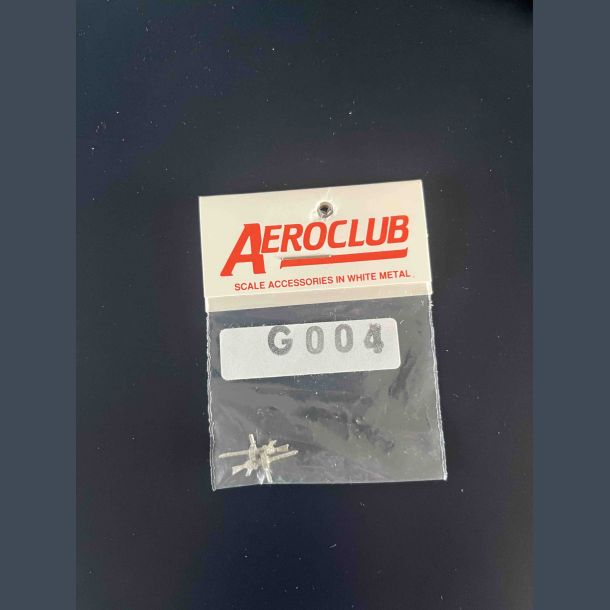 AEROCLUB
SCALE ACCESSORIES IN WHITE METAL
G004